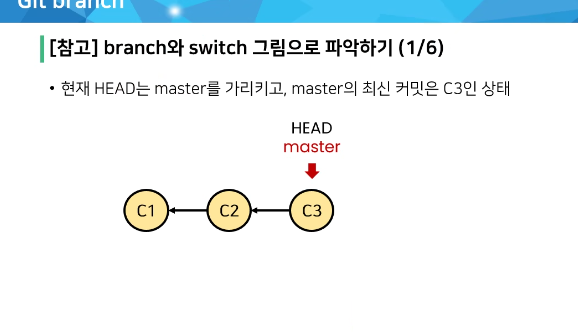 Git branch
[참고] branch와 switch 그림으로 파악하기 (1/6)
• 현재 HEAD는 master를 가리키고, master의 최신 커밋은 C3인 상태
HEAD
master
C1 C2 C3